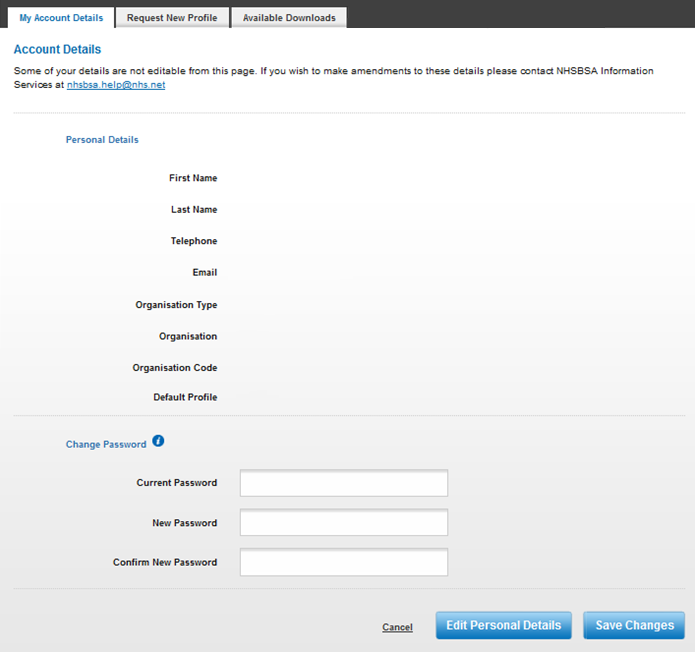 My Account Details
Request New Profile
Available Downloads
Account Details
Some of your details are not editable from this page. If you wish to make amendments to these details please contact NHSBSA Information
Services at nhsbsa.help@nhs.net
Personal Details
First Name
Last Name
Telephone
Email
Organisation Type
Organisation
Organisation Code
Default Profile
Change Password i
Current Password
New Password
Confirm New Password
Cancel
Edit Personal Details
Save Changes